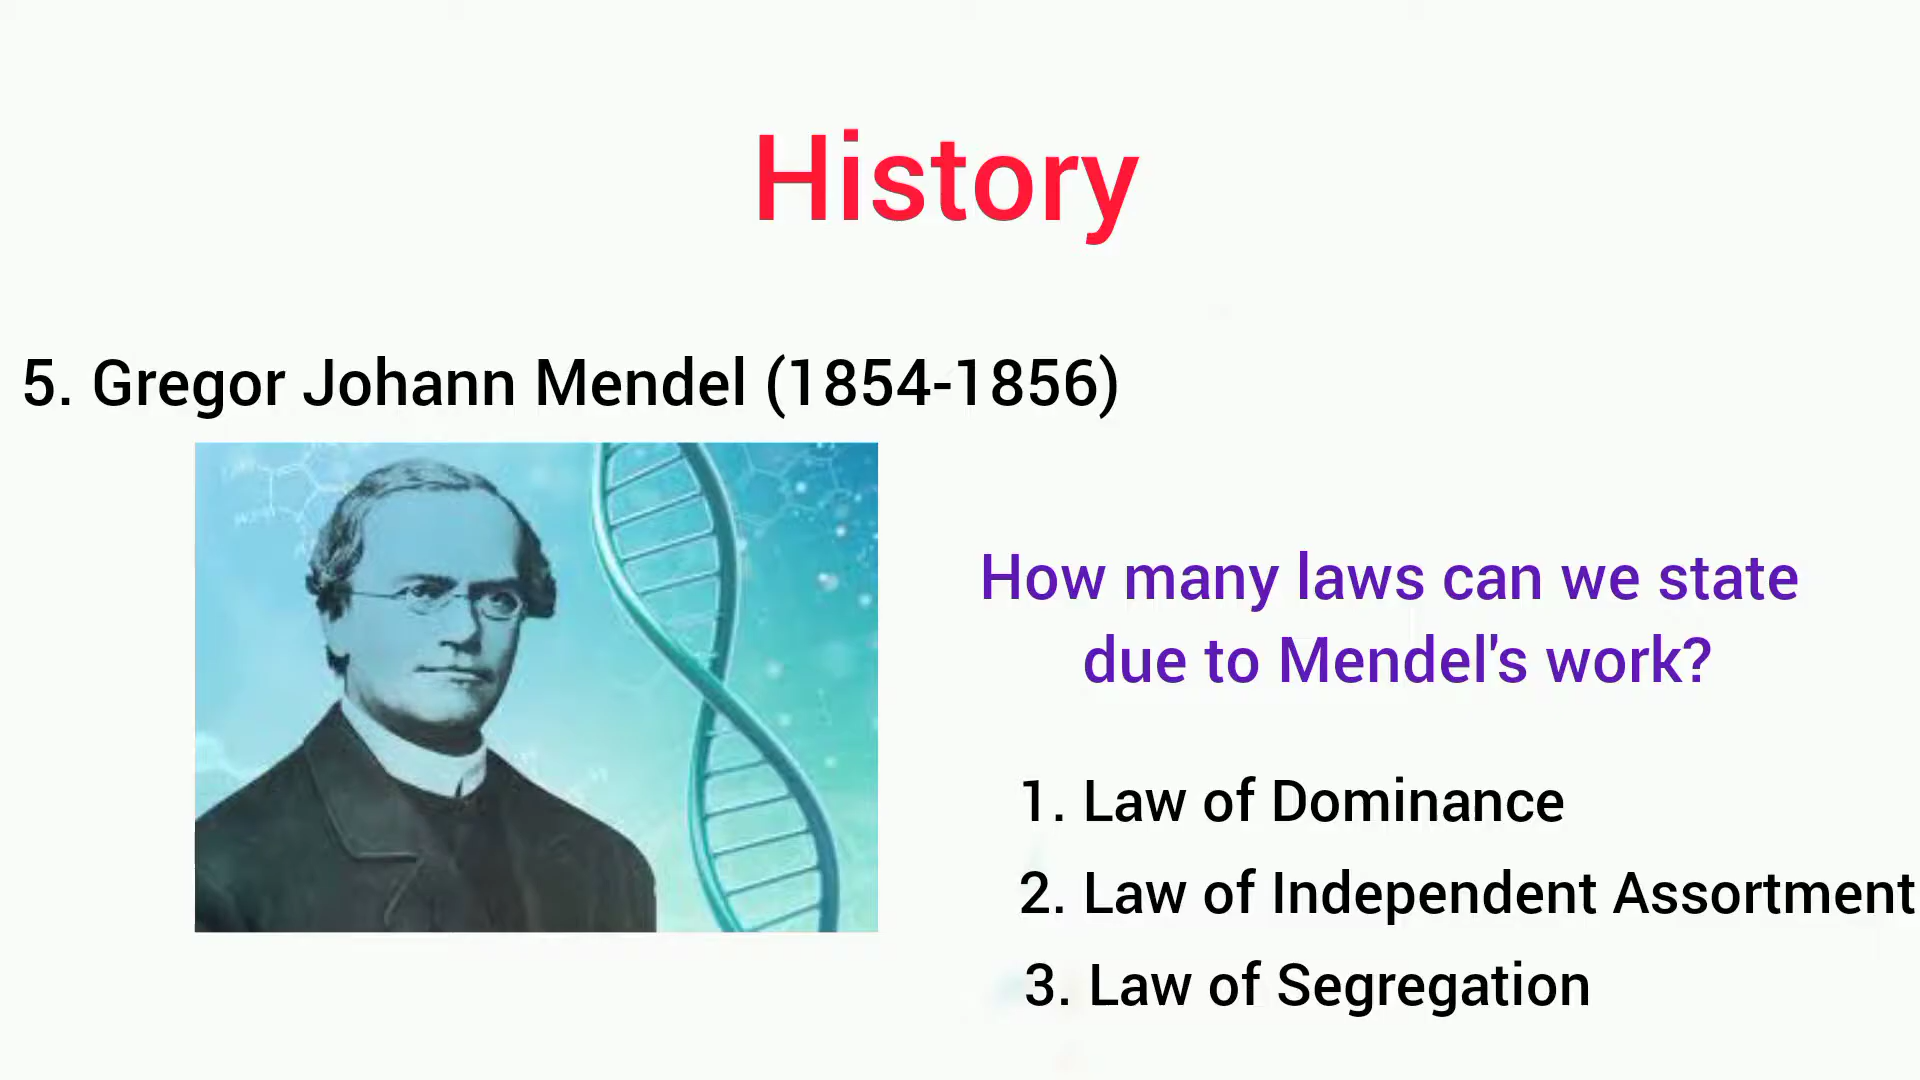 History
5. Gregor Johann Mendel (1854-1856)
How many laws can we state
due to Mendel's work?
1. Law of Dominance
2. Law of Independent Assortment
3. Law of Segregation